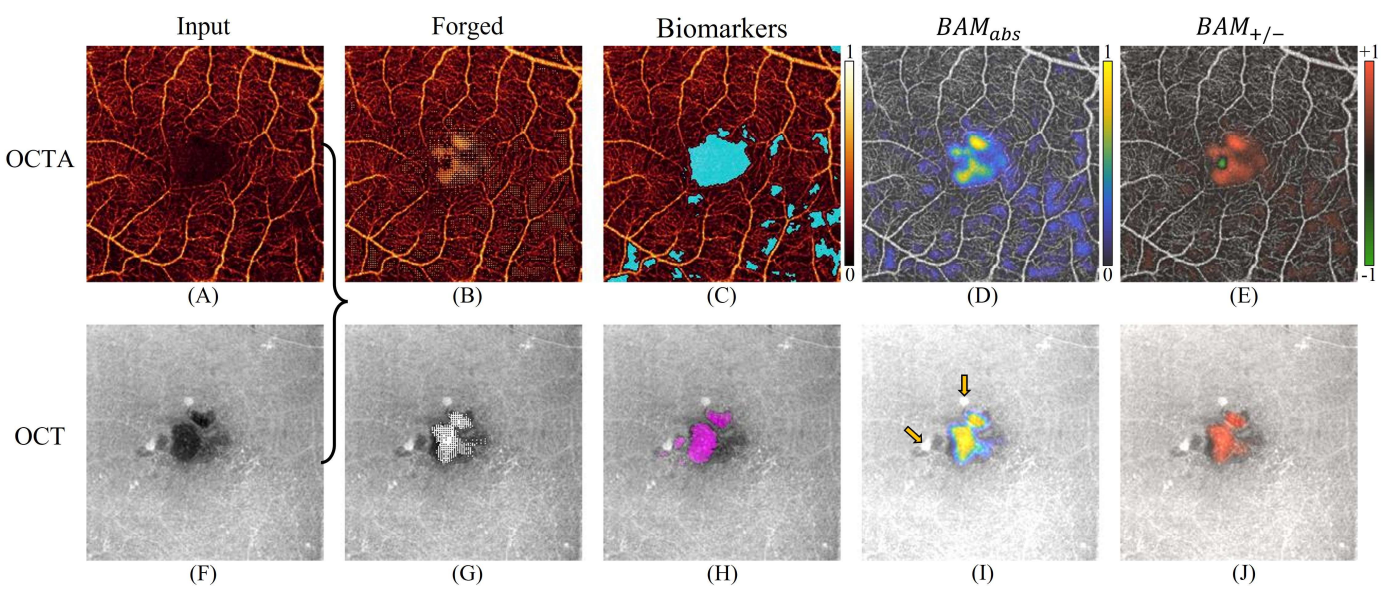 Input Forged Biomarkers BAM_abs BAM_+/−
OCTA
1 1 +1
0 0 -1
(A) (B) (C) (D) (E)
OCT
(F) (G) (H) (I) (J)